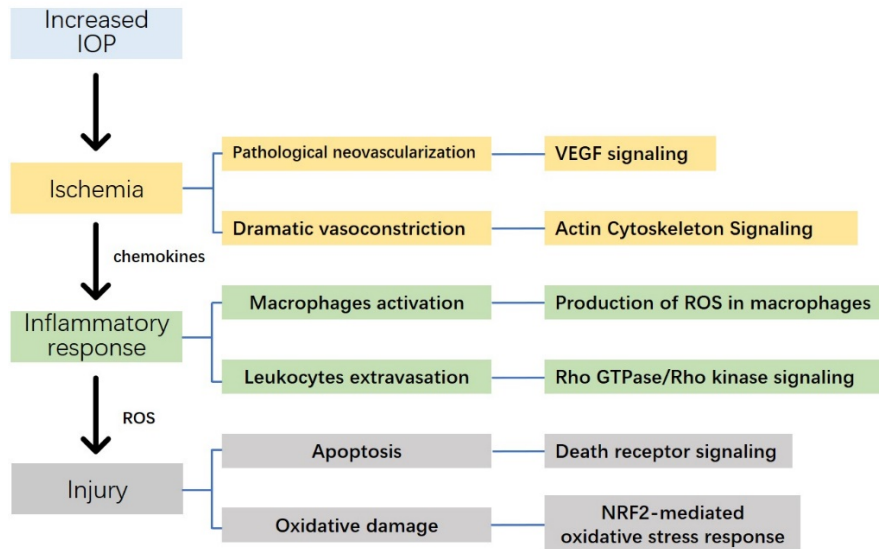 Increased
IOP
Pathological neovascularization
VEGF signaling
Ischemia
Dramatic vasoconstriction
Actin Cytoskeleton Signaling
chemokines
Macrophages activation
Production of ROS in macrophages
Inflammatory
response
Leukocytes extravasation
Rho GTPase/Rho kinase signaling
ROS
Apoptosis
Death receptor signaling
Injury
Oxidative damage
NRF2-mediated
oxidative stress response